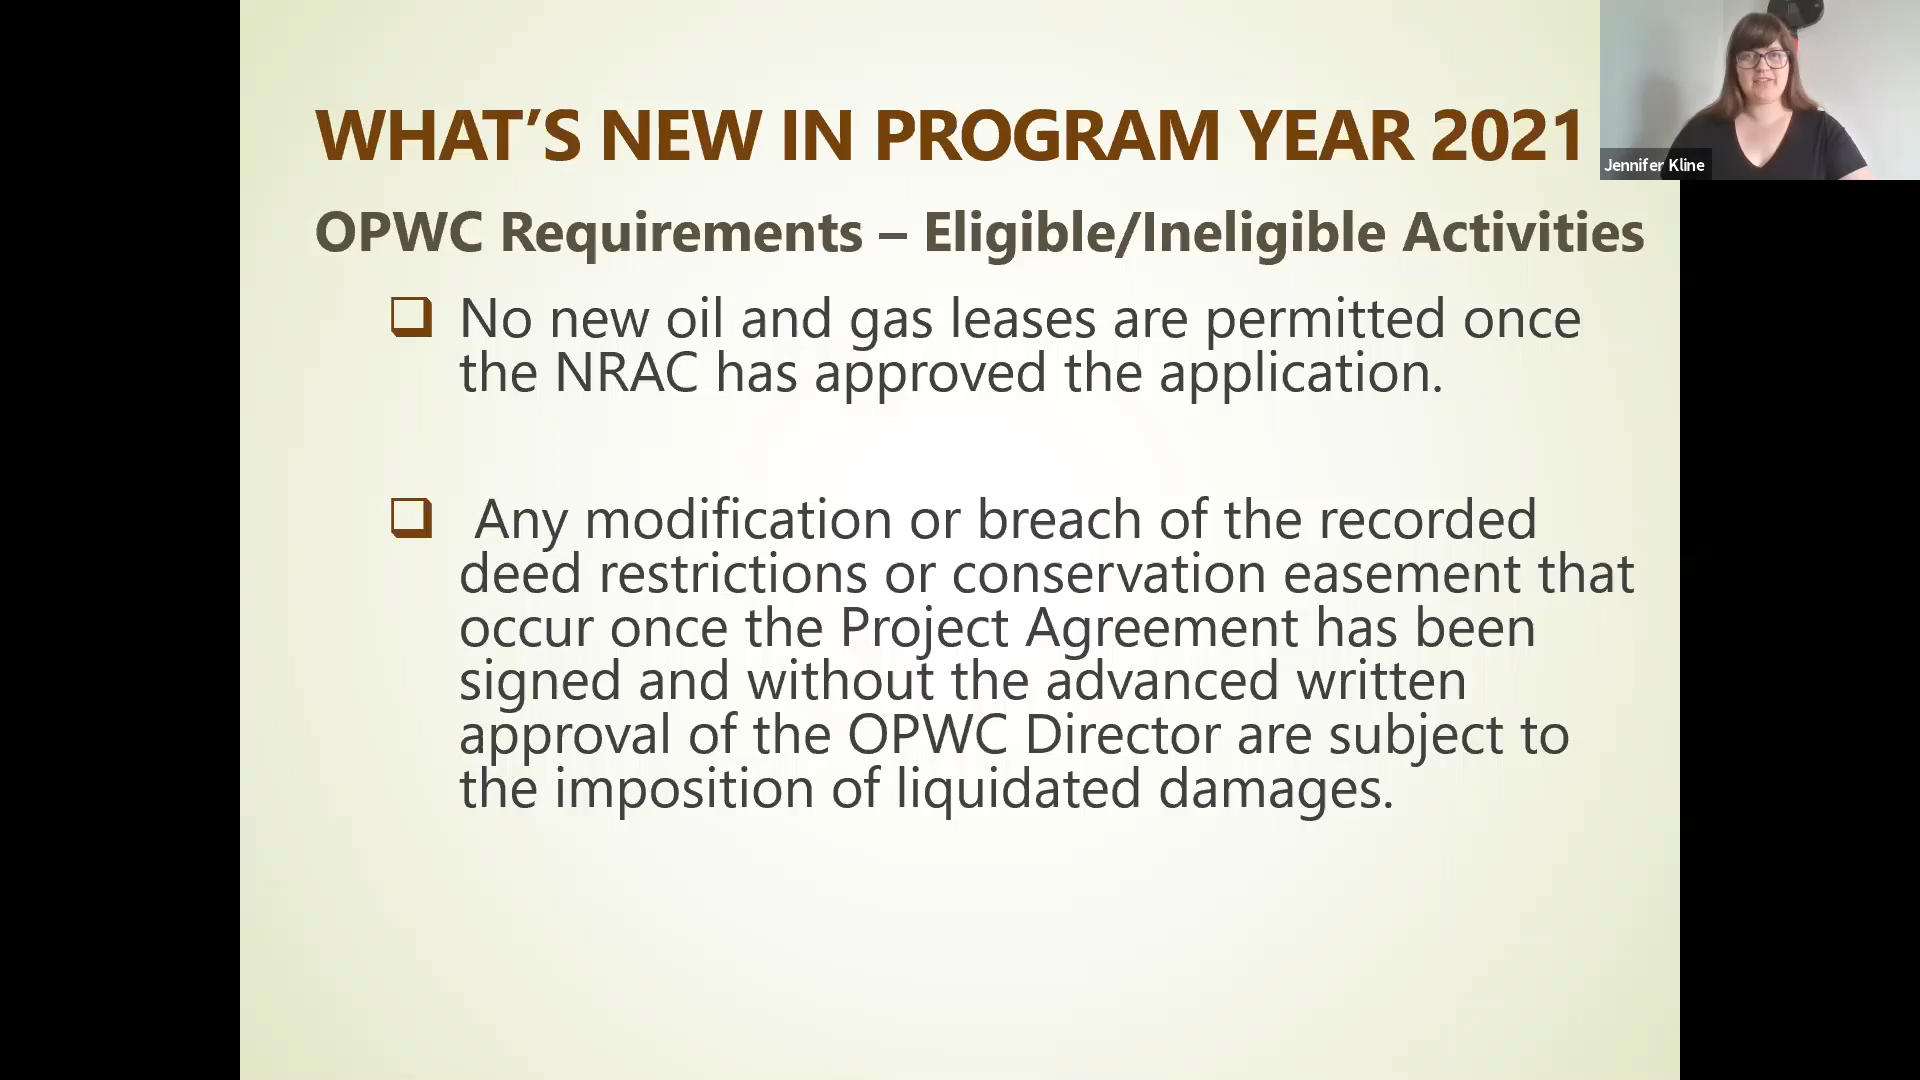 WHAT’S NEW IN PROGRAM YEAR 2021
Jennifer Kline
OPWC Requirements – Eligible/Ineligible Activities
No new oil and gas leases are permitted once
the NRAC has approved the application.
Any modification or breach of the recorded
deed restrictions or conservation easement that
occur once the Project Agreement has been
signed and without the advanced written
approval of the OPWC Director are subject to
the imposition of liquidated damages.